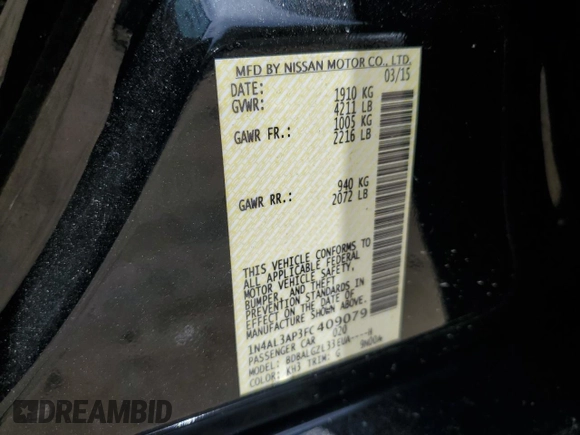 MFD BY NISSAN MOTOR CO., LTD.
DATE: 03/15
GVWR: 1910 KG
4211 LB
GAWR FR.: 1005 KG
2216 LB
GAWR RR.: 940 KG
2072 LB
THIS VEHICLE CONFORMS TO
ALL APPLICABLE FEDERAL
MOTOR VEHICLE SAFETY,
BUMPER, AND THEFT
PREVENTION STANDARDS IN
EFFECT ON THE DATE OF
MANUFACTURE SHOWN ABOVE.
1N4AL3AP3FC409079
PASSENGER CAR 020
MODEL: BDBALGZL33EUA----H
COLOR: KH3 TRIM: G
DREAMBID